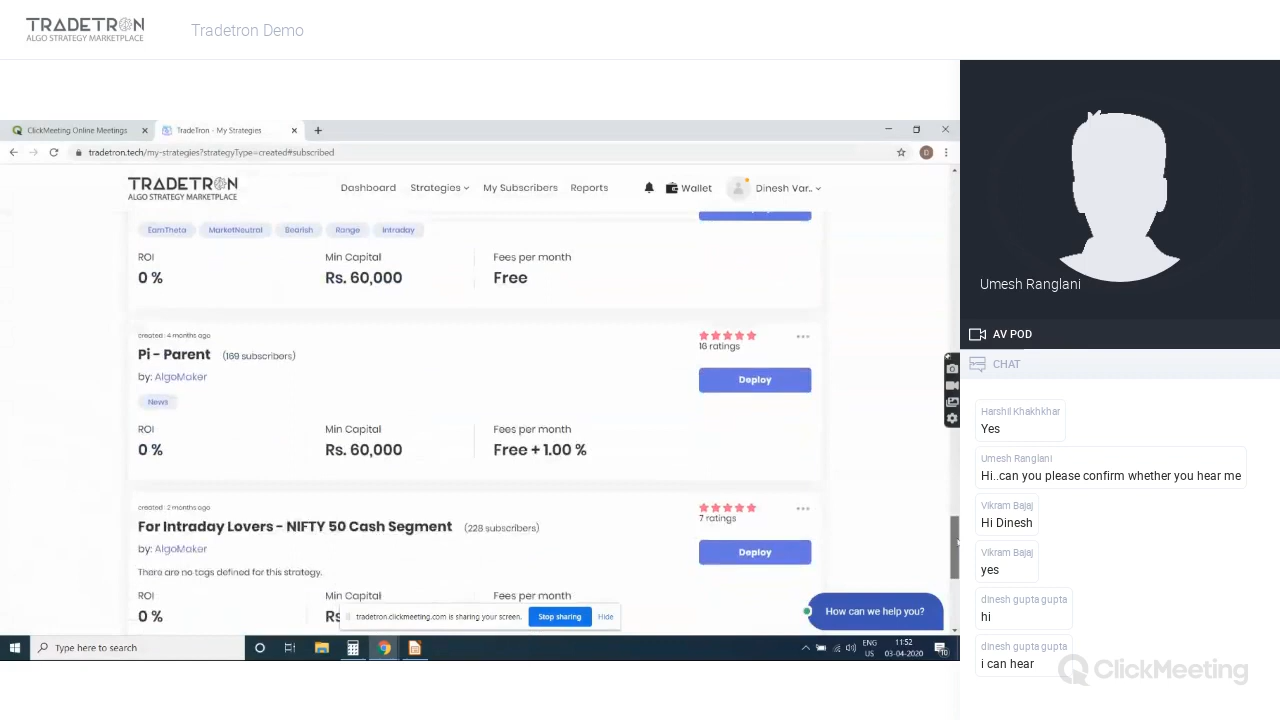 TRADETRON
ALGO STRATEGY MARKETPLACE
Tradetron Demo
ClickMeeting Online Meetings
TradeTron - My Strategies
tradetron.tech/my-strategies?strategyType=created#subscribed
D
TRADETRON
ALGO STRATEGY MARKETPLACE
Dashboard
Strategies
My Subscribers
Reports
Wallet
Dinesh Var..
EarnTheta
MarketNeutral
Bearish
Range
Intraday
ROI
Min Capital
Fees per month
0 %
Rs. 60,000
Free
created : 4 months ago
16 ratings
Pi - Parent (169 subscribers)
by: AlgoMaker
Deploy
News
ROI
Min Capital
Fees per month
0 %
Rs. 60,000
Free + 1.00 %
created : 2 months ago
7 ratings
For Intraday Lovers - NIFTY 50 Cash Segment (228 subscribers)
by: AlgoMaker
Deploy
There are no tags defined for this strategy.
ROI
Min Capital
Fees per month
0 %
tradetron.clickmeeting.com is sharing your screen.
Stop sharing
Hide
How can we help you?
Type here to search
ENG
US
11:52
03-04-2020
Umesh Ranglani
AV POD
CHAT
Harshil Khakhkhar
Yes
Umesh Ranglani
Hi..can you please confirm whether you hear me
Vikram Bajaj
Hi Dinesh
Vikram Bajaj
yes
dinesh gupta gupta
hi
dinesh gupta gupta
i can hear
ClickMeeting